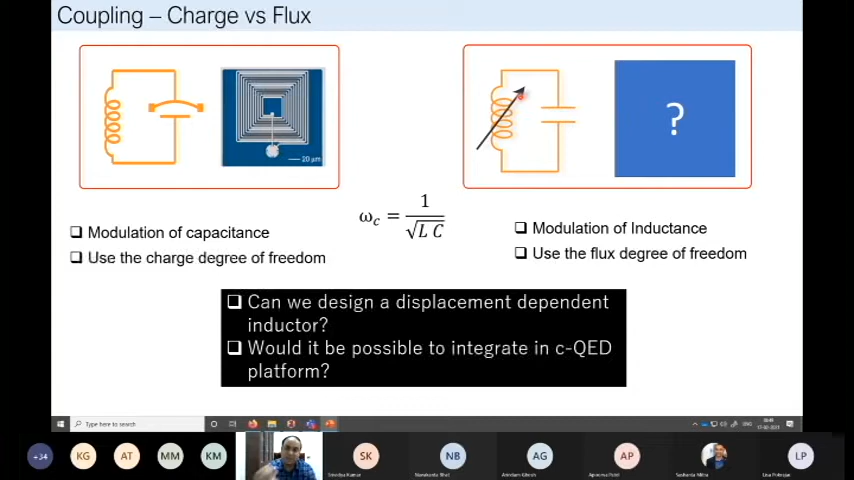 Coupling – Charge vs Flux
20 μm
?
ω_c = 1 / √(L C)
❑ Modulation of capacitance
❑ Use the charge degree of freedom
❑ Modulation of Inductance
❑ Use the flux degree of freedom
❑ Can we design a displacement dependent
inductor?
❑ Would it be possible to integrate in c-QED
platform?
Type here to search
ENG
+34
KG
AT
MM
KM
SK
NB
AG
AP
LP